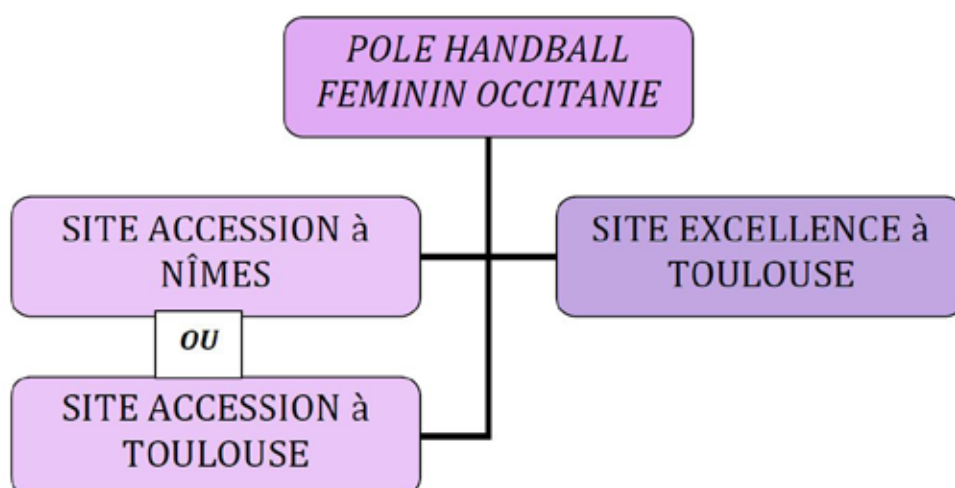 POLE HANDBALL
FEMININ OCCITANIE
SITE ACCESSION à
NÎMES
SITE EXCELLENCE à
TOULOUSE
OU
SITE ACCESSION à
TOULOUSE